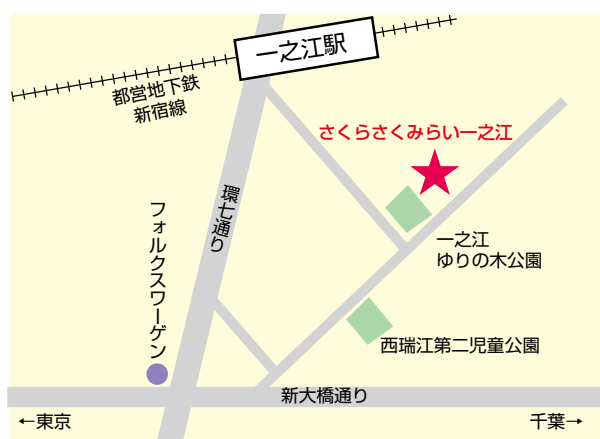 一之江駅
都営地下鉄
新宿線
さくらさくみらい一之江
環七通り
フォルクスワーゲン
一之江
ゆりの木公園
西瑞江第二児童公園
新大橋通り
←東京
千葉→